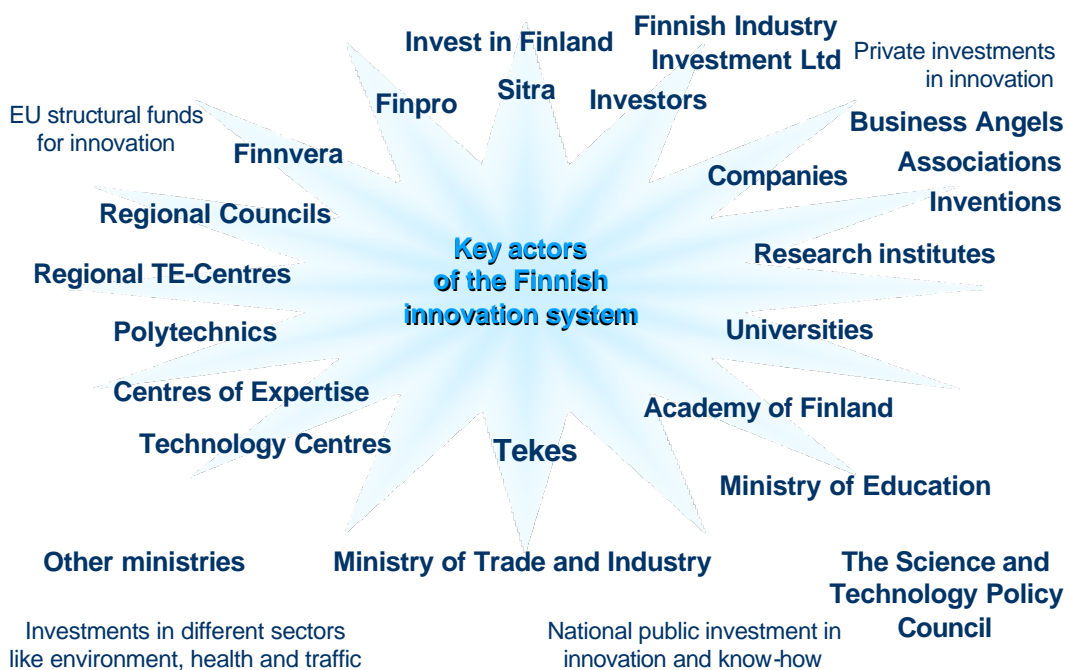 Finnish Industry
Investment Ltd
Invest in Finland
Private investments
in innovation
Sitra
Investors
Finpro
EU structural funds
for innovation
Business Angels
Finnvera
Associations
Companies
Inventions
Regional Councils
Key actors
of the Finnish
innovation system
Research institutes
Regional TE-Centres
Universities
Polytechnics
Centres of Expertise
Academy of Finland
Technology Centres
Tekes
Ministry of Education
Other ministries
Ministry of Trade and Industry
The Science and
Technology Policy
Council
Investments in different sectors
like environment, health and traffic
National public investment in
innovation and know-how